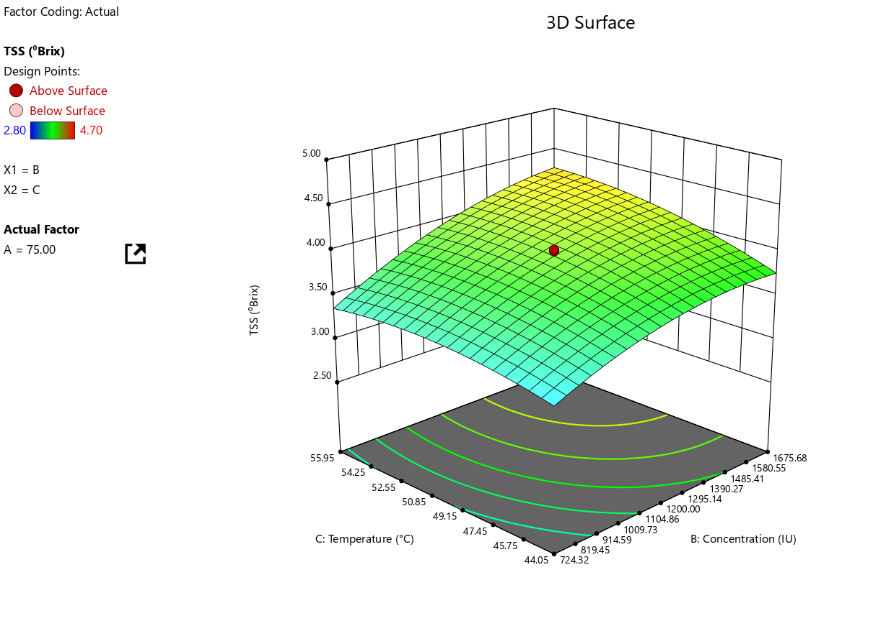 Factor Coding: Actual
3D Surface
TSS (⁰Brix)
Design Points:
Above Surface
Below Surface
2.80 4.70
X1 = B
X2 = C
Actual Factor
A = 75.00
5.00
4.50
4.00
3.50
3.00
2.50
TSS (⁰Brix)
55.95
54.25
52.55
50.85
49.15
47.45
45.75
44.05
C: Temperature (°C)
1675.68
1580.55
1485.41
1390.27
1295.14
1200.00
1104.86
1009.73
914.59
819.45
724.32
B: Concentration (IU)